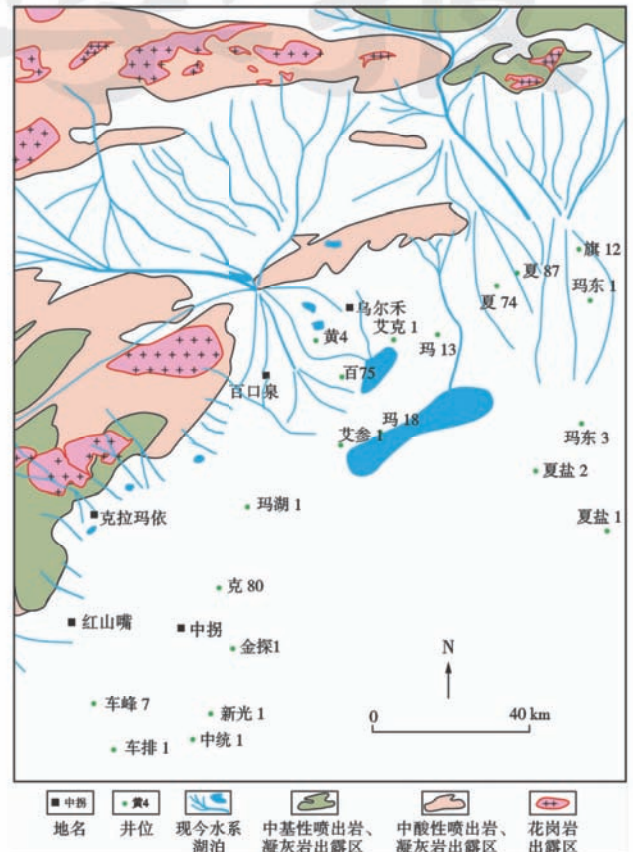 旗 12
夏 87
玛东 1
夏 74
乌尔禾
艾克 1
黄4
玛 13
百75
百口泉
玛 18
艾参 1
玛东 3
夏盐 2
玛湖 1
夏盐 1
克拉玛依
克 80
红山嘴
中拐
金探1
N
车峰 7
新光 1
0 40 km
中统 1
车排 1
中拐 黄4
地名 井位 现今水系 中基性喷出岩、 中酸性喷出岩、 花岗岩
湖泊 凝灰岩出露区 凝灰岩出露区 出露区